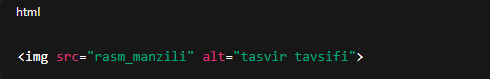 html
<img src="rasm_manzili" alt="tasvir tavsifi">